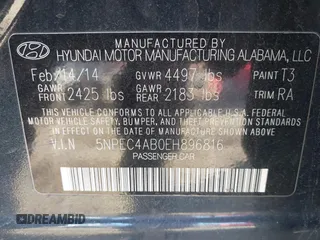 HYUNDAI MOTOR MANUFACTURING ALABAMA, LLC
Feb/14/14 GVWR 4497 lbs PAINT T3
GAWR FRONT 2425 lbs GAWR REAR 2183 lbs TRIM RA
THIS VEHICLE CONFORMS TO ALL APPLICABLE U.S. FEDERAL
MOTOR VEHICLE SAFETY, BUMPER, AND THEFT PREVENTION STANDARDS
IN EFFECT ON THE DATE OF MANUFACTURE SHOWN ABOVE.
V.I.N 5NPEC4AB0EH896816
PASSENGER CAR
DREAMBID